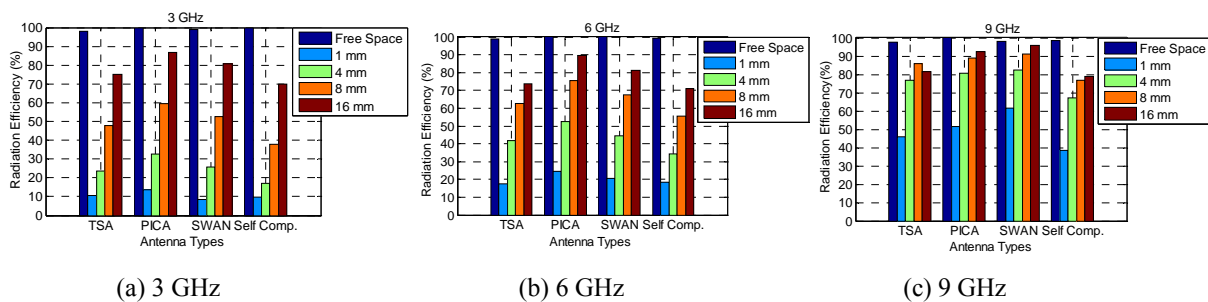 3 GHz
100
90
80
70
60
50
40
30
20
10
0
Radiation Efficiency (%)
TSA PICA SWAN Self Comp.
Antenna Types
Free Space
1 mm
4 mm
8 mm
16 mm
(a) 3 GHz
6 GHz
100
90
80
70
60
50
40
30
20
10
0
Radiation Efficiency (%)
TSA PICA SWAN Self Comp.
Antenna Types
Free Space
1 mm
4 mm
8 mm
16 mm
(b) 6 GHz
9 GHz
100
90
80
70
60
50
40
30
20
10
0
Radiation Efficiency (%)
TSA PICA SWAN Self Comp.
Antenna Types
Free Space
1 mm
4 mm
8 mm
16 mm
(c) 9 GHz